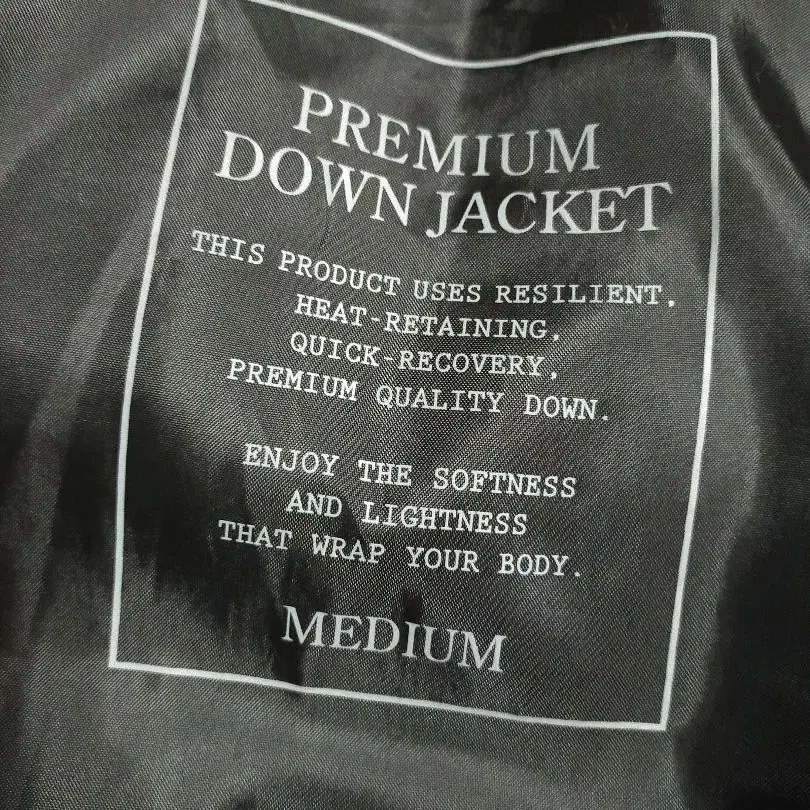 PREMIUM
DOWN JACKET
THIS PRODUCT USES RESILIENT,
HEAT-RETAINING,
QUICK-RECOVERY,
PREMIUM QUALITY DOWN.
ENJOY THE SOFTNESS
AND LIGHTNESS
THAT WRAP YOUR BODY.
MEDIUM